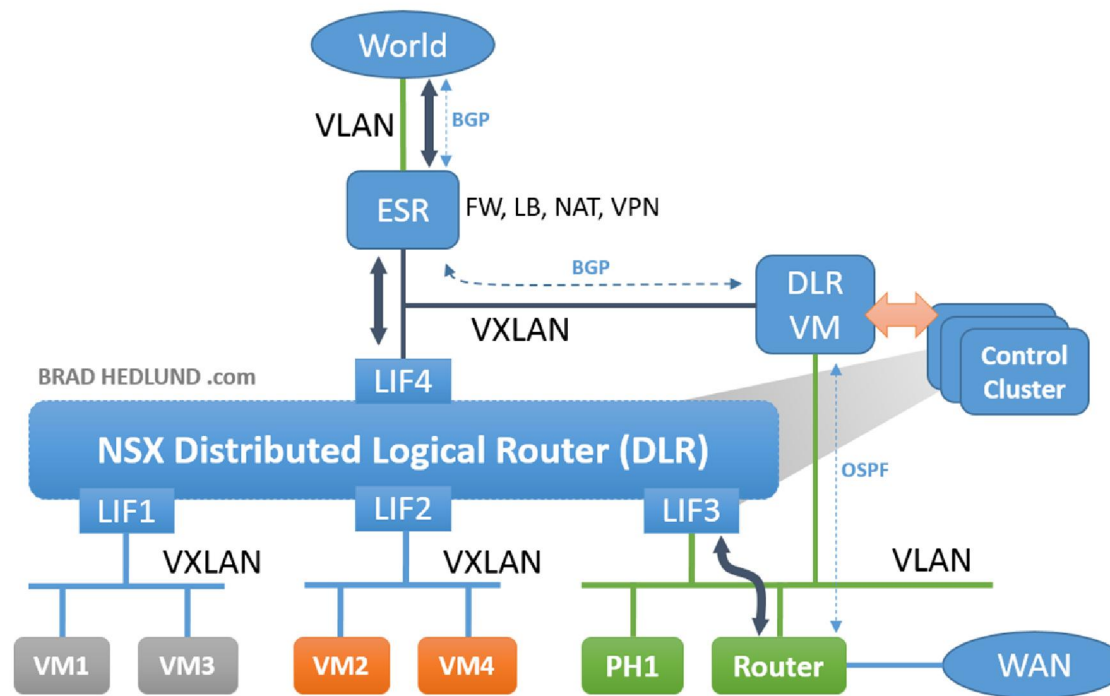 World
VLAN
BGP
ESR
FW, LB, NAT, VPN
BGP
DLR
VM
VXLAN
Control
Cluster
BRAD HEDLUND .com
LIF4
NSX Distributed Logical Router (DLR)
OSPF
LIF1
LIF2
LIF3
VXLAN
VXLAN
VLAN
VM1
VM3
VM2
VM4
PH1
Router
WAN